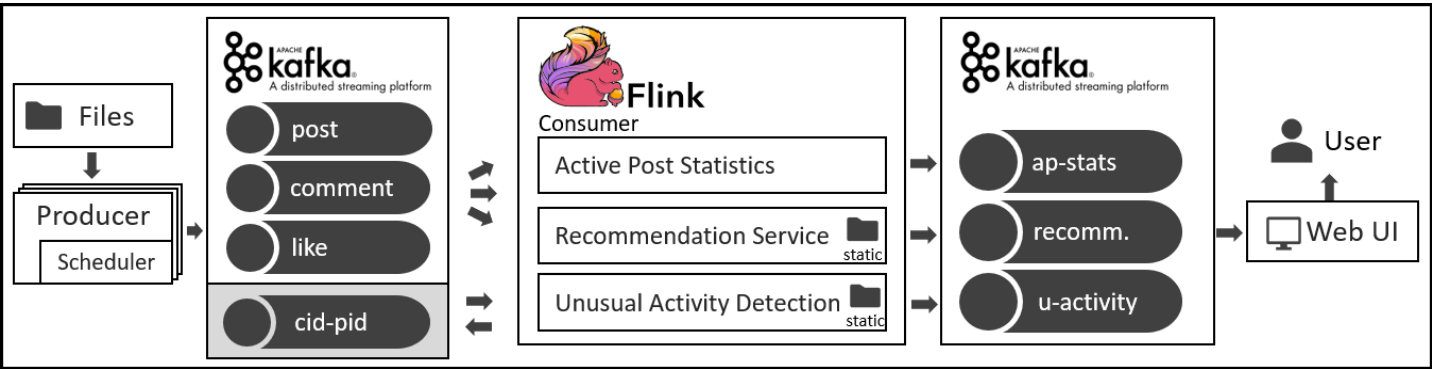 Files
Producer
Scheduler
APACHE
kafka®
A distributed streaming platform
post
comment
like
cid-pid
Flink
Consumer
Active Post Statistics
Recommendation Service
static
Unusual Activity Detection
static
APACHE
kafka®
A distributed streaming platform
ap-stats
recomm.
u-activity
User
Web UI